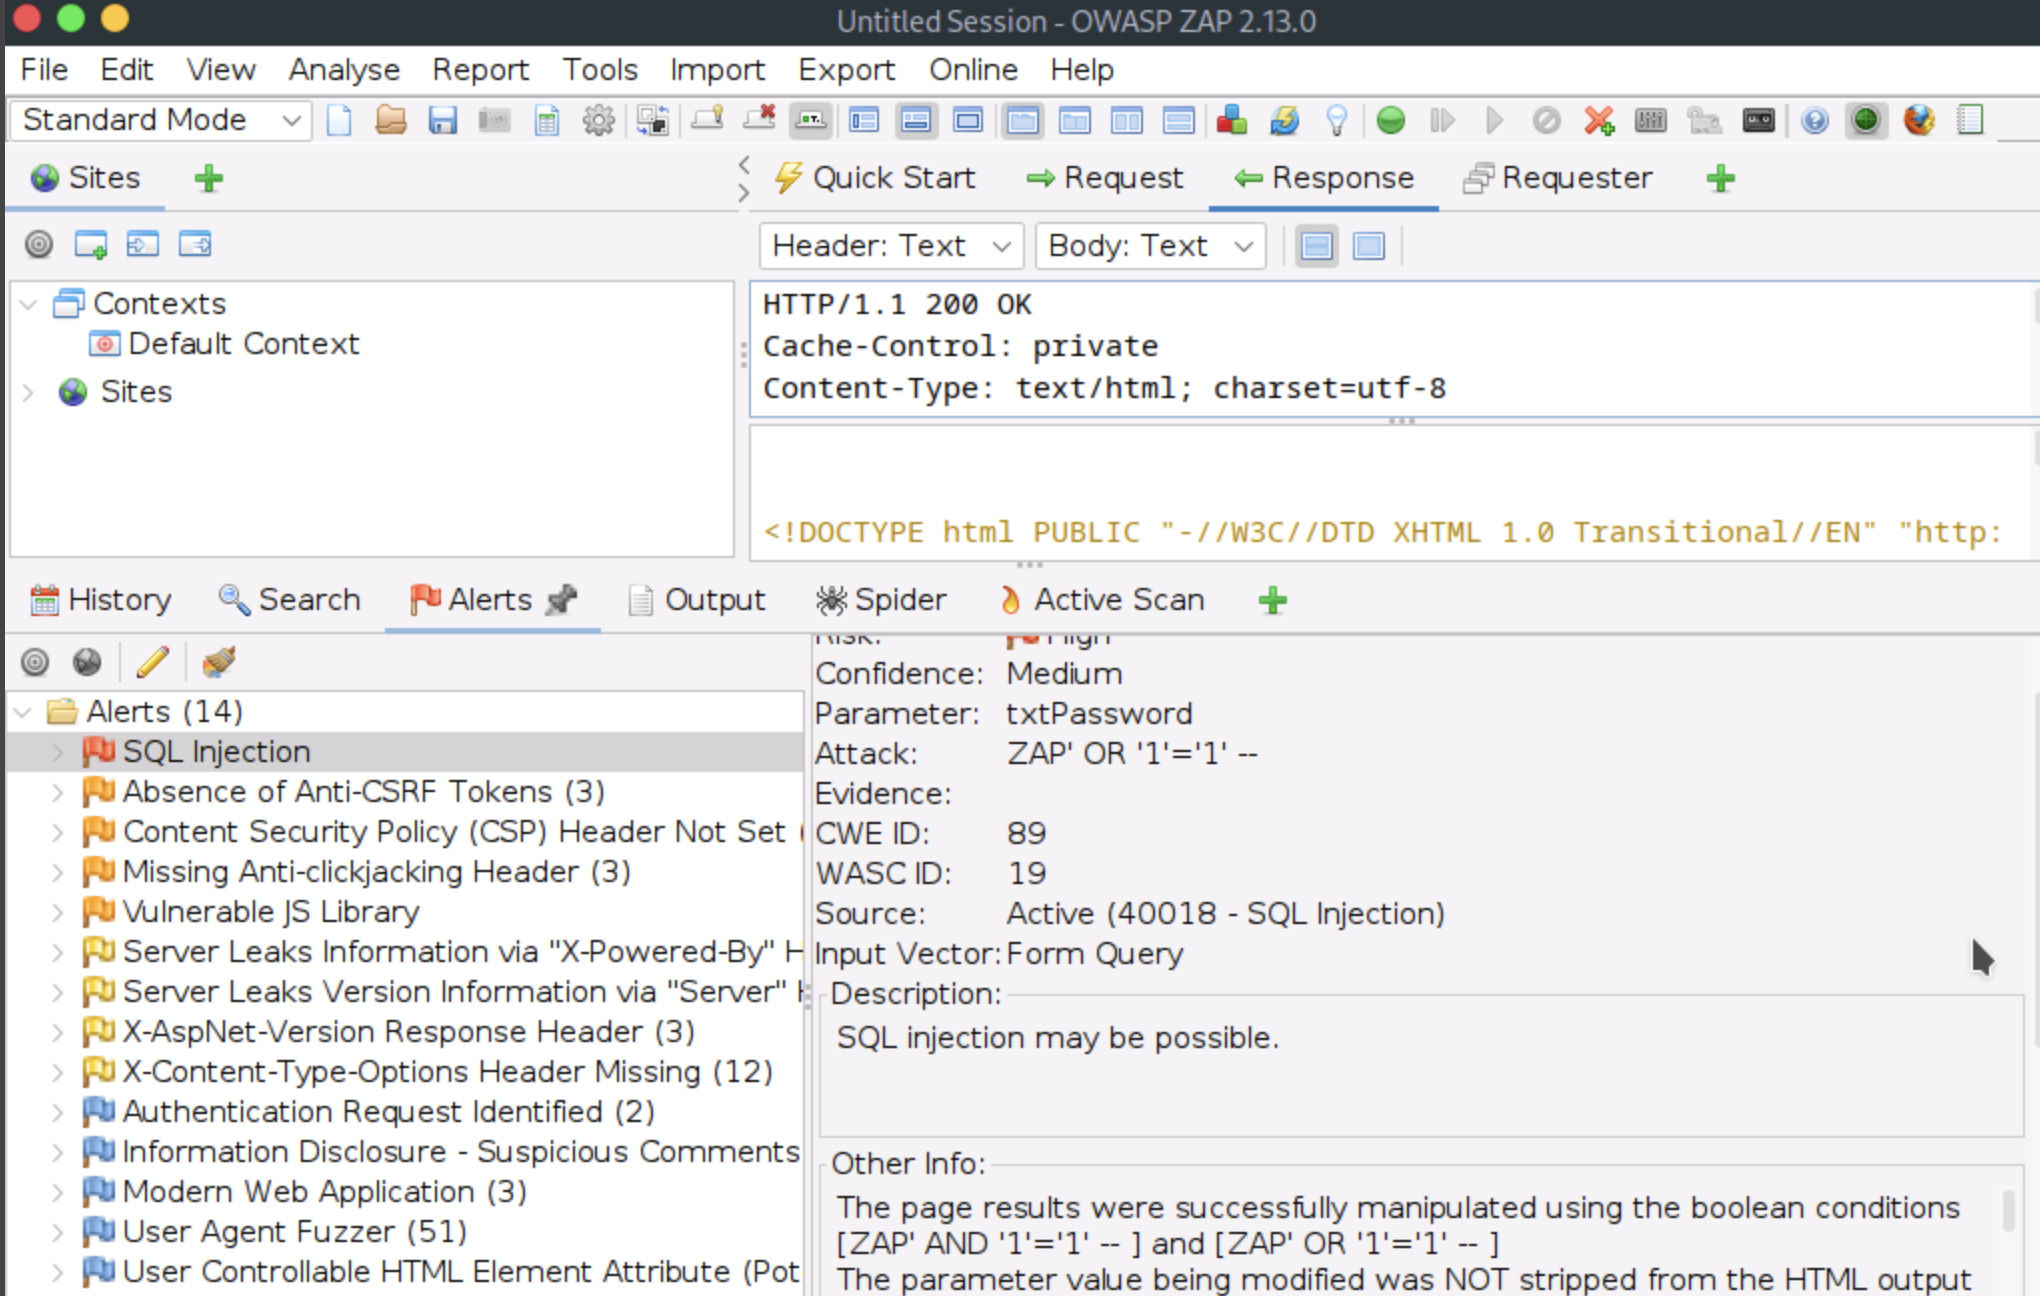 Untitled Session - OWASP ZAP 2.13.0
File Edit View Analyse Report Tools Import Export Online Help
Standard Mode
Sites
Quick Start Request Response Requester
Header: Text Body: Text
Contexts
Default Context
Sites
HTTP/1.1 200 OK
Cache-Control: private
Content-Type: text/html; charset=utf-8
<!DOCTYPE html PUBLIC "-//W3C//DTD XHTML 1.0 Transitional//EN" "http:
History Search Alerts Output Spider Active Scan
Alerts (14)
SQL Injection
Absence of Anti-CSRF Tokens (3)
Content Security Policy (CSP) Header Not Set
Missing Anti-clickjacking Header (3)
Vulnerable JS Library
Server Leaks Information via "X-Powered-By" H
Server Leaks Version Information via "Server"
X-AspNet-Version Response Header (3)
X-Content-Type-Options Header Missing (12)
Authentication Request Identified (2)
Information Disclosure - Suspicious Comments
Modern Web Application (3)
User Agent Fuzzer (51)
User Controllable HTML Element Attribute (Pot
Risk: High
Confidence: Medium
Parameter: txtPassword
Attack: ZAP' OR '1'='1' --
Evidence:
CWE ID: 89
WASC ID: 19
Source: Active (40018 - SQL Injection)
Input Vector: Form Query
Description:
SQL injection may be possible.
Other Info:
The page results were successfully manipulated using the boolean conditions
[ZAP' AND '1'='1' -- ] and [ZAP' OR '1'='1' -- ]
The parameter value being modified was NOT stripped from the HTML output